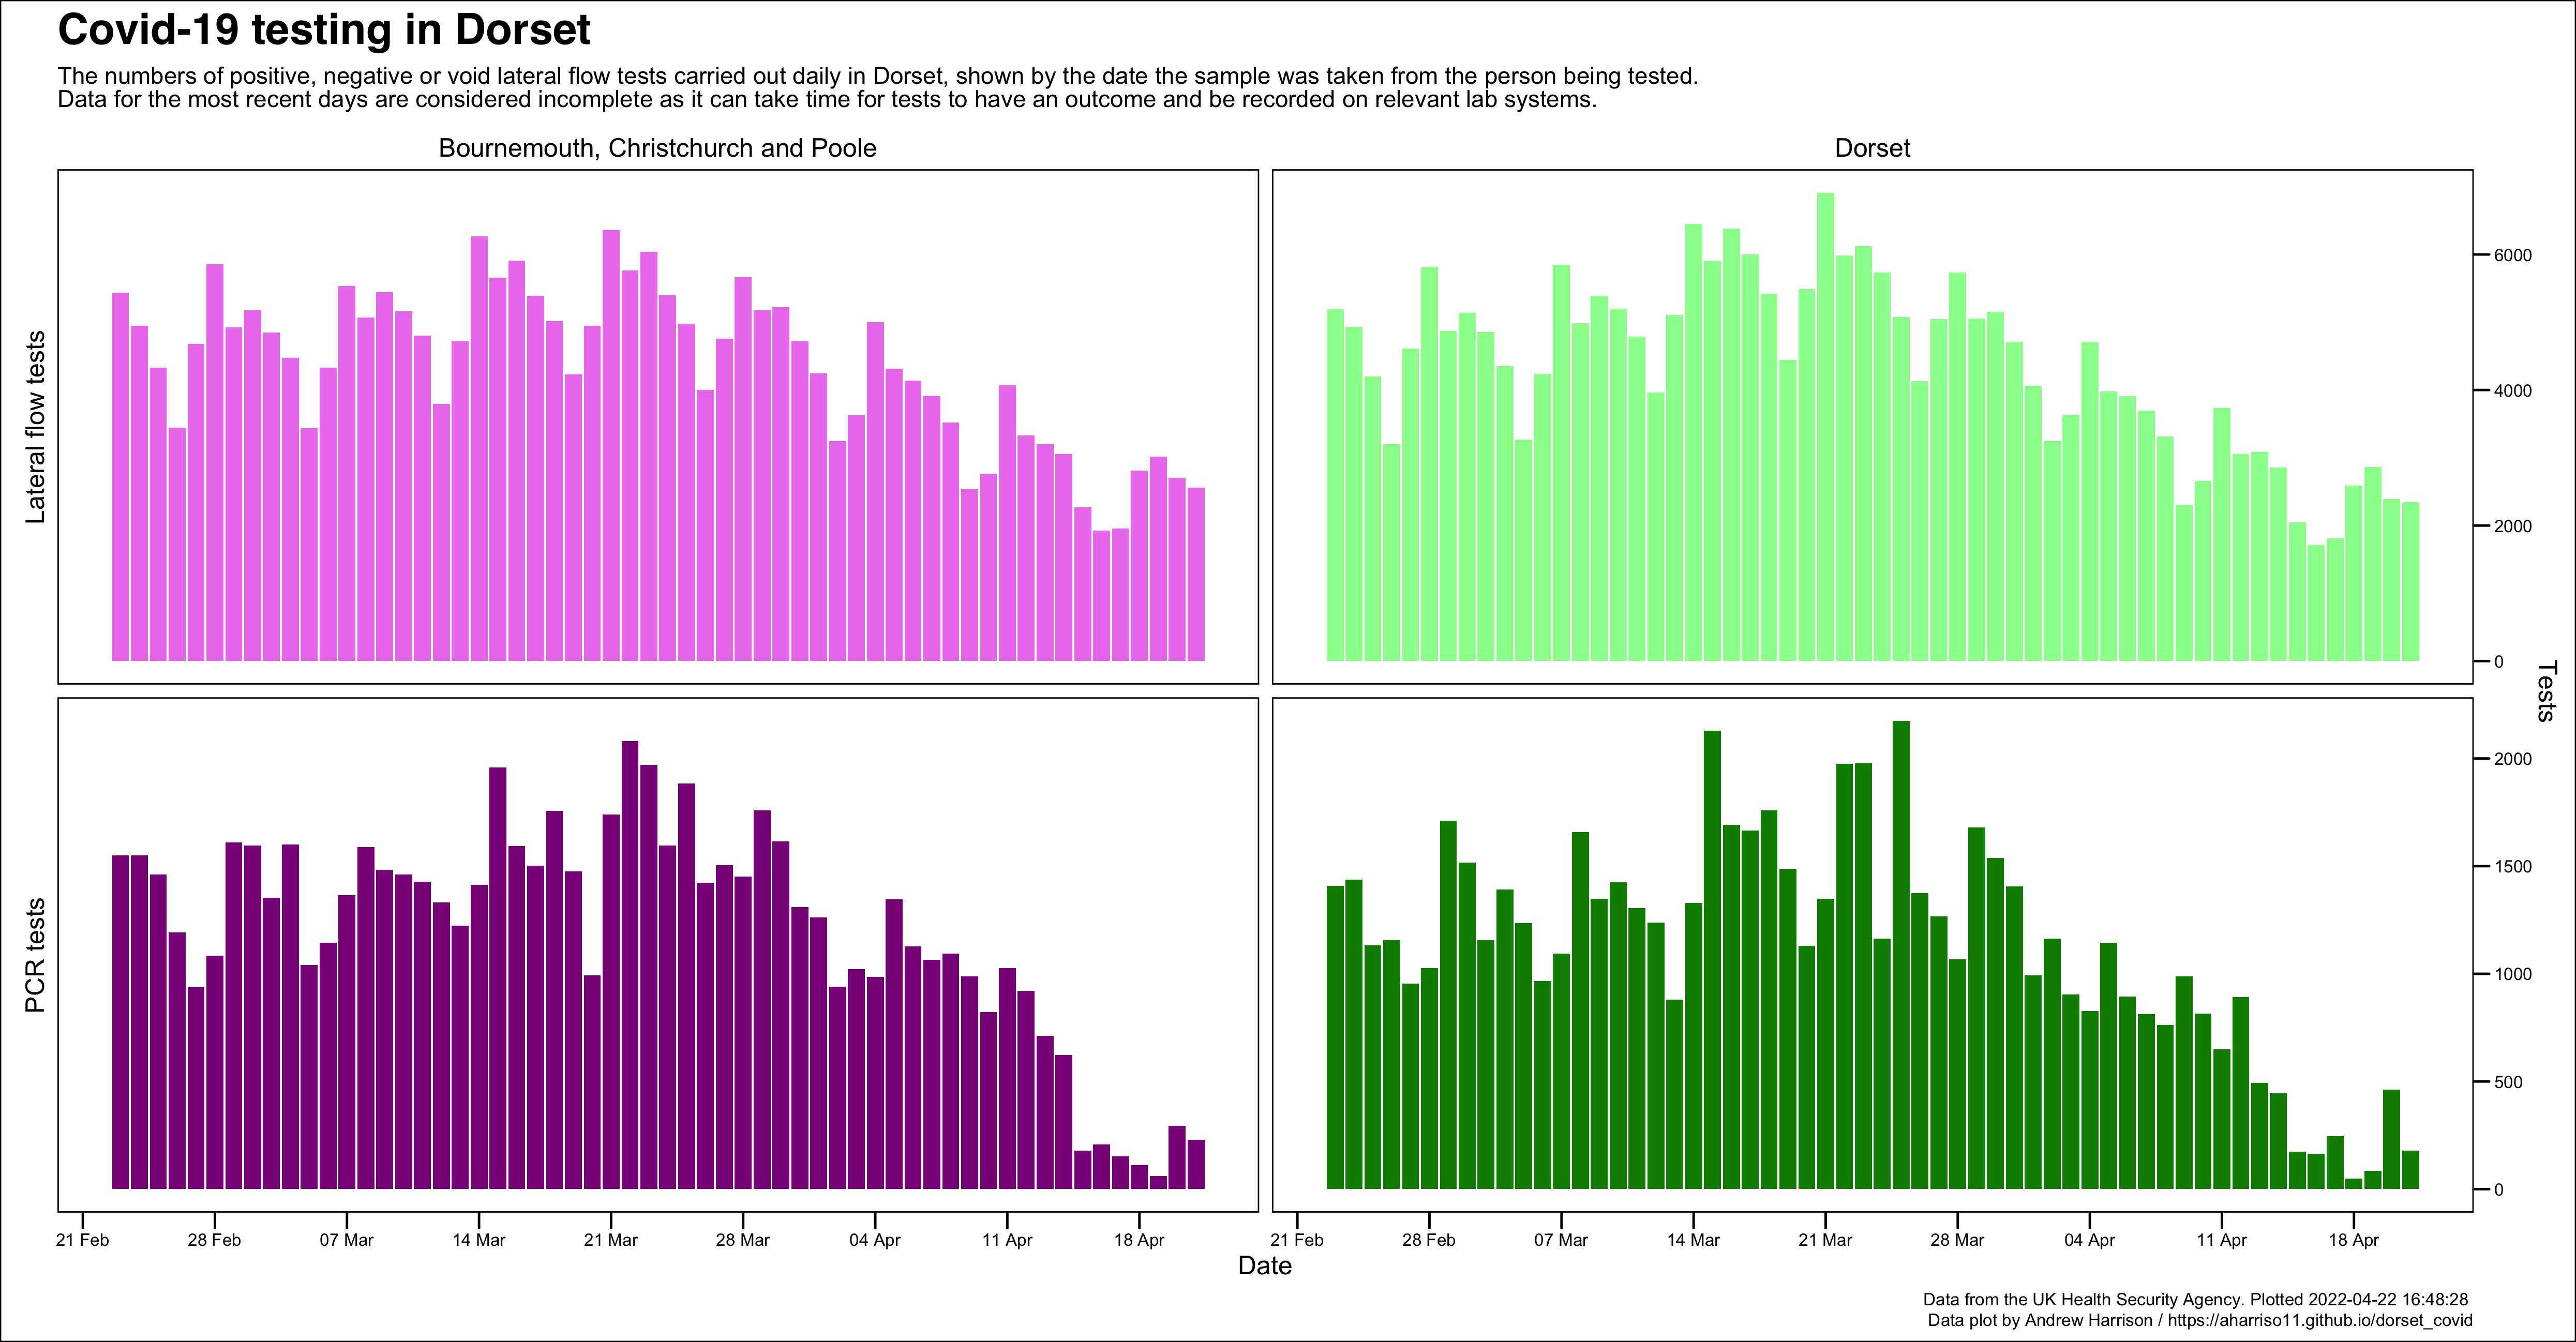 Covid-19 testing in Dorset
The numbers of positive, negative or void lateral flow tests carried out daily in Dorset, shown by the date the sample was taken from the person being tested.
Data for the most recent days are considered incomplete as it can take time for tests to have an outcome and be recorded on relevant lab systems.
Bournemouth, Christchurch and Poole
Dorset
Lateral flow tests
6000
4000
2000
0
Tests
PCR tests
2000
1500
1000
500
0
21 Feb 28 Feb 07 Mar 14 Mar 21 Mar 28 Mar 04 Apr 11 Apr 18 Apr
21 Feb 28 Feb 07 Mar 14 Mar 21 Mar 28 Mar 04 Apr 11 Apr 18 Apr
Date
Data from the UK Health Security Agency. Plotted 2022-04-22 16:48:28
Data plot by Andrew Harrison / https://aharriso11.github.io/dorset_covid